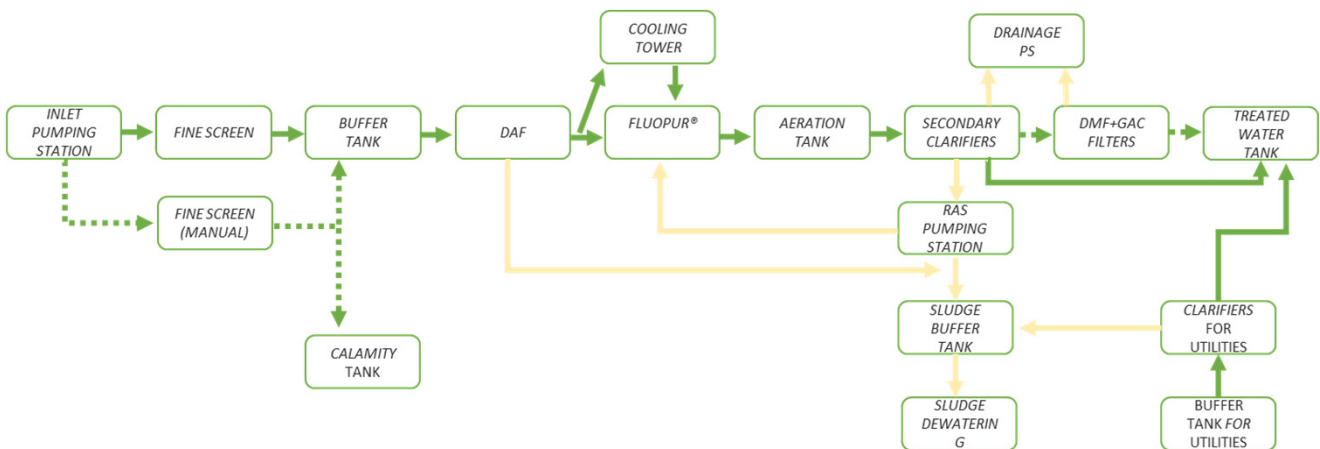 COOLING
TOWER
DRAINAGE
PS
INLET
PUMPING
STATION
FINE SCREEN
BUFFER
TANK
DAF
FLUOPUR®
AERATION
TANK
SECONDARY
CLARIFIERS
DMF+GAC
FILTERS
TREATED
WATER
TANK
FINE SCREEN
(MANUAL)
RAS
PUMPING
STATION
SLUDGE
BUFFER
TANK
CLARIFIERS
FOR
UTILITIES
CALAMITY
TANK
SLUDGE
DEWATERIN
G
BUFFER
TANK FOR
UTILITIES